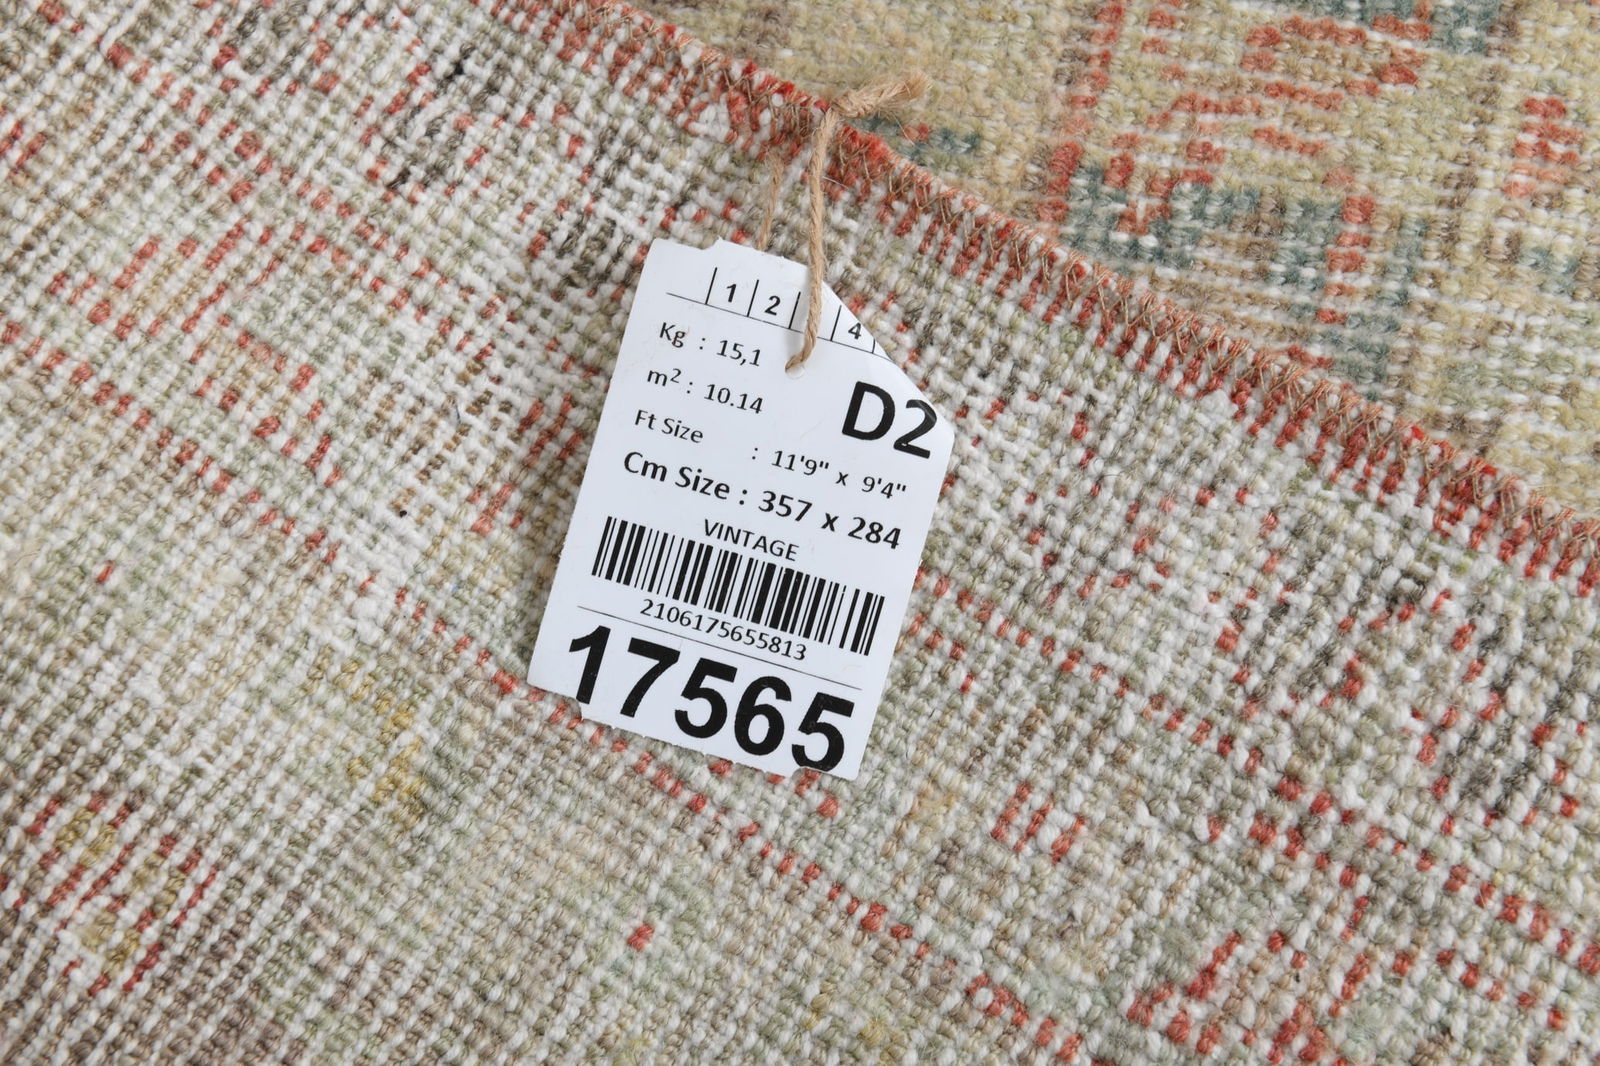 1 2 4
Kg : 15,1
m2 : 10.14
D2
Ft Size : 11'9" x 9'4"
Cm Size : 357 x 284
VINTAGE
2106175655813
17565